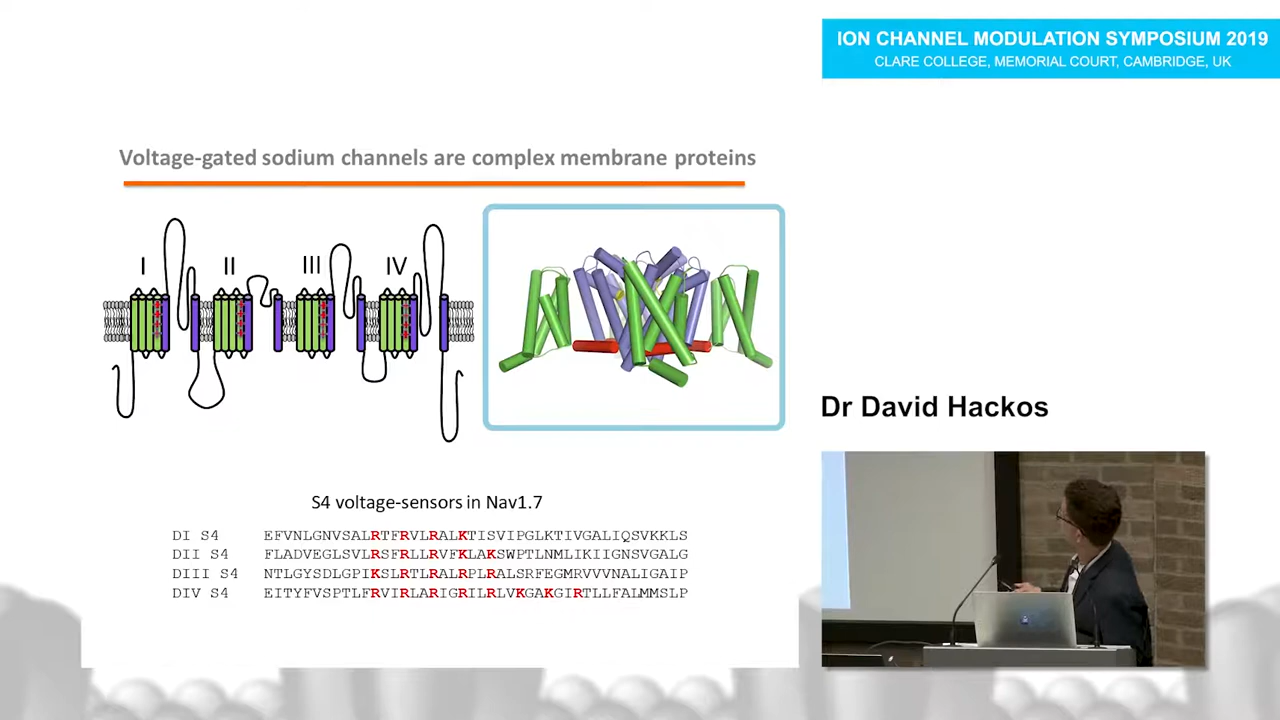 ION CHANNEL MODULATION SYMPOSIUM 2019
CLARE COLLEGE, MEMORIAL COURT, CAMBRIDGE, UK
Voltage-gated sodium channels are complex membrane proteins
I II III IV
Dr David Hackos
S4 voltage-sensors in Nav1.7
DI S4 EFVNLGNVSALRTFRVLRALKTISVIPGLKTIVGALIQSVKKLS
DII S4 FLADVEGLSVLRSFRLLRVFKLAKSWPTLNMLIKIIGNSVGALG
DIII S4 NTLGYSDLGPIKSLRTLRALRPLRALSRFEGMRVVVNALIGAIP
DIV S4 EITYFVSPTLFRVIRLARIGRILRLVKGAKGIRTLLFALMMSLP